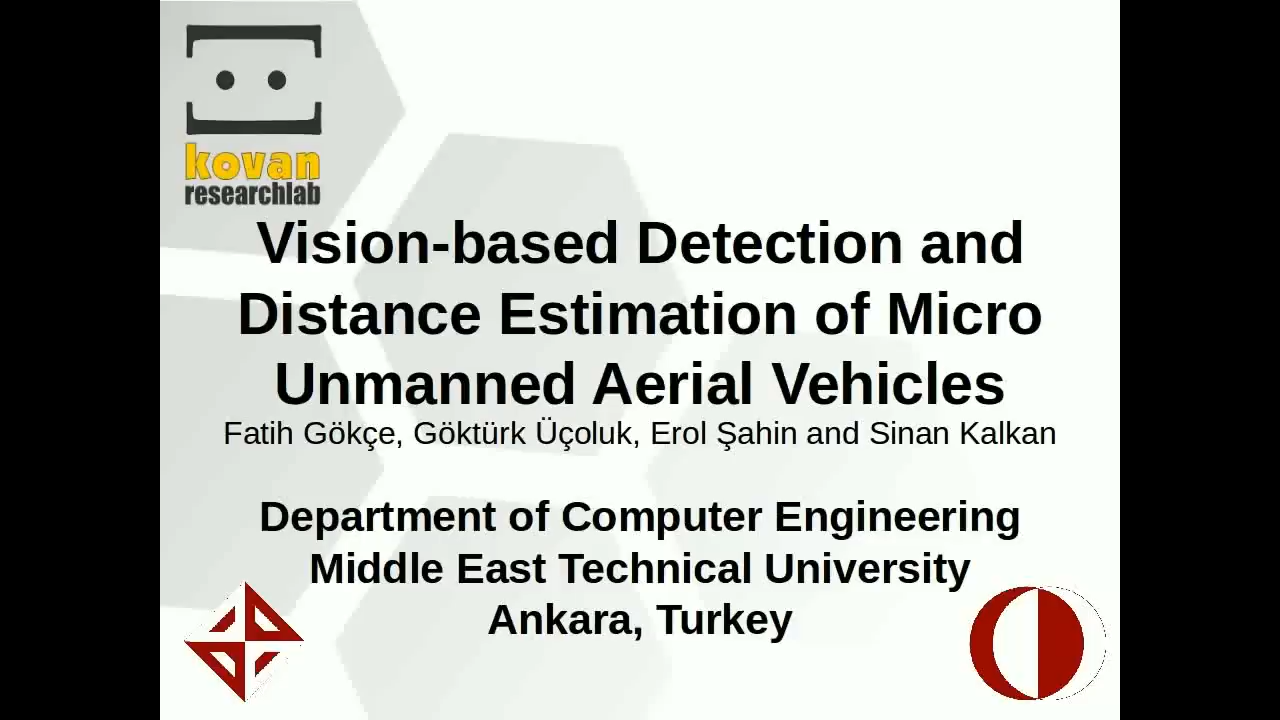 kovan
researchlab
Vision-based Detection and
Distance Estimation of Micro
Unmanned Aerial Vehicles
Fatih Gökçe, Göktürk Üçoluk, Erol Şahin and Sinan Kalkan
Department of Computer Engineering
Middle East Technical University
Ankara, Turkey